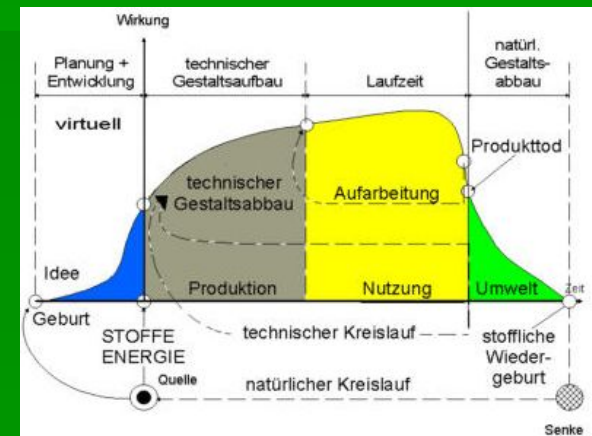 Wirkung
Planung +
Entwicklung
technischer
Gestaltsaufbau
Laufzeit
natürl.
Gestalts-
abbau
virtuell
Produkttod
technischer
Gestaltsabbau
Aufarbeitung
Idee
Produktion
Nutzung
Umwelt
Zeit
Geburt
STOFFE
ENERGIE
technischer Kreislauf
stoffliche
Wieder-
geburt
Quelle
natürlicher Kreislauf
Senke